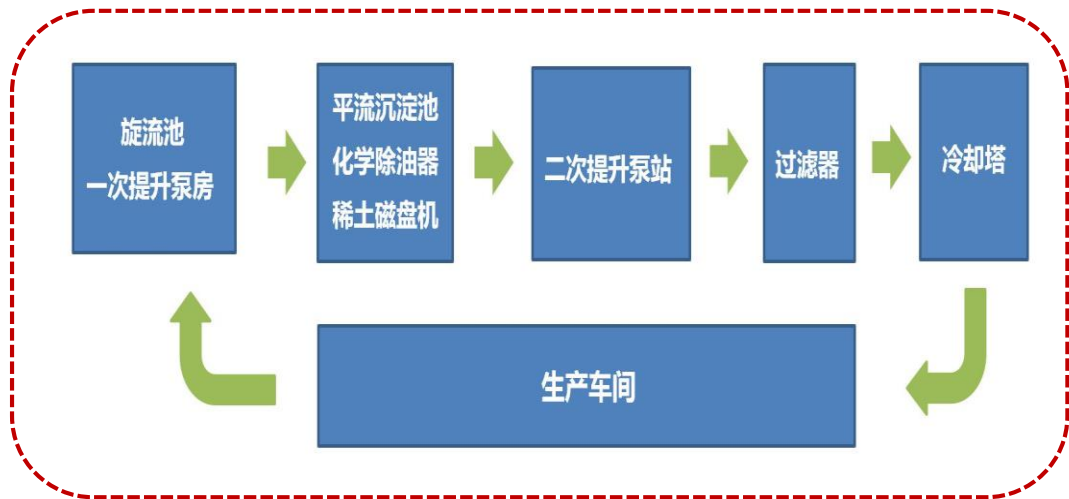 旋流池
一次提升泵房
平流沉淀池
化学除油器
稀土磁盘机
二次提升泵站
过滤器
冷却塔
生产车间